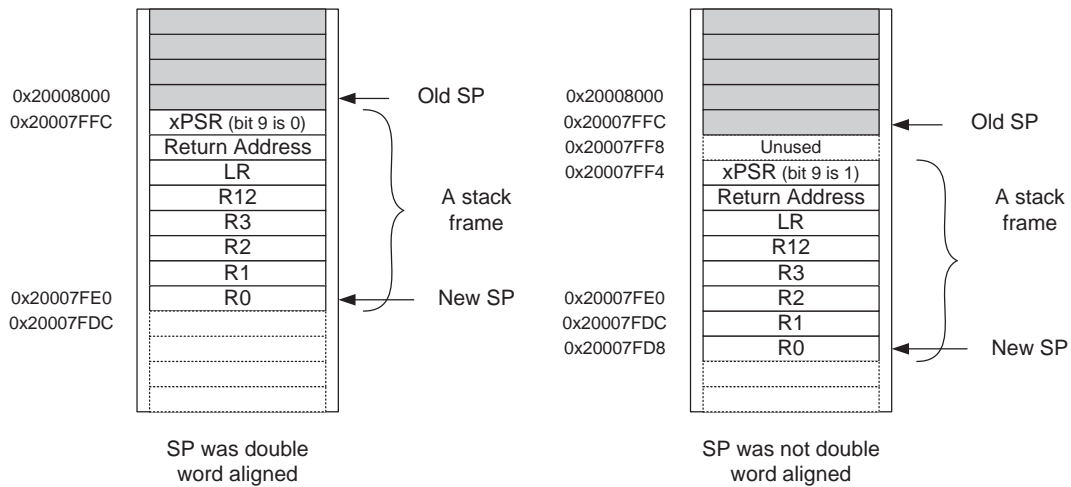 0x20008000
Old SP
0x20007FFC
xPSR (bit 9 is 0)
Return Address
LR
R12
R3
R2
R1
A stack
frame
0x20007FE0
R0
New SP
0x20007FDC
SP was double
word aligned
0x20008000
0x20007FFC
Old SP
0x20007FF8
Unused
0x20007FF4
xPSR (bit 9 is 1)
Return Address
LR
R12
R3
A stack
frame
0x20007FE0
R2
0x20007FDC
R1
0x20007FD8
R0
New SP
SP was not double
word aligned